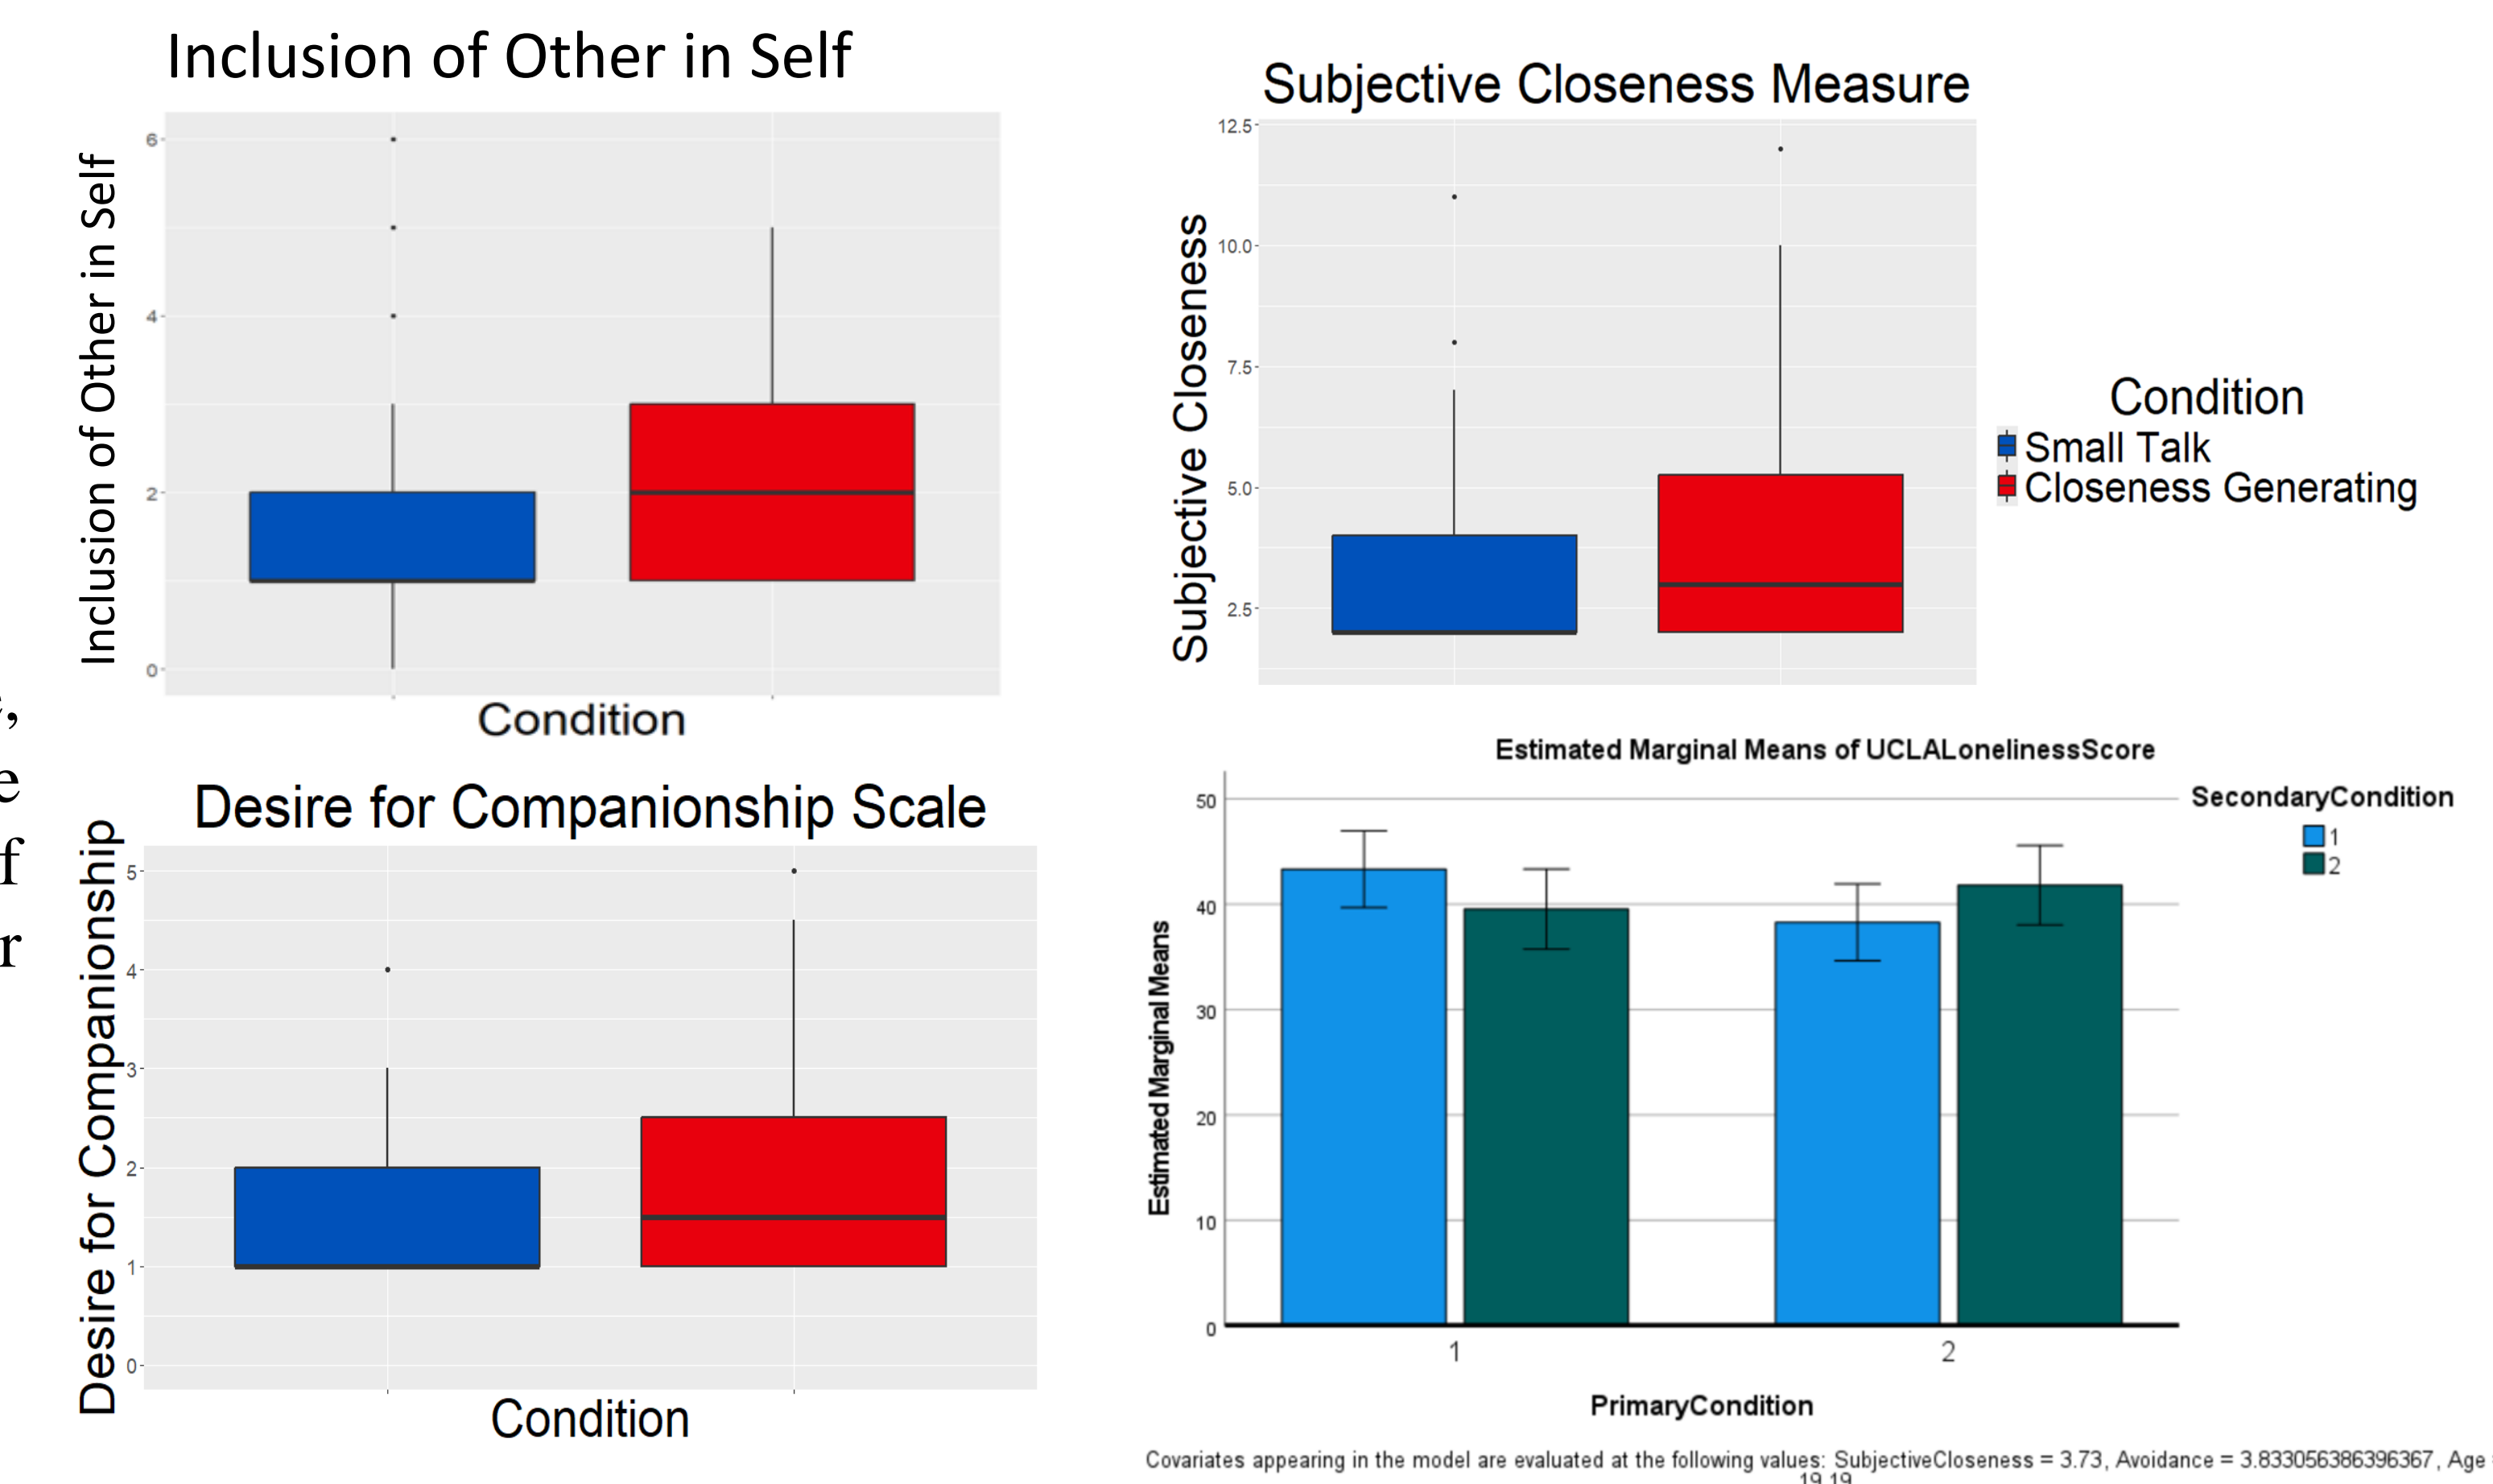 Inclusion of Other in Self
Inclusion of Other in Self
6
4
2
0
Condition
Subjective Closeness Measure
Subjective Closeness
12.5
10.0
7.5
5.0
2.5
Condition
Small Talk
Closeness Generating
e
f
r
Desire for Companionship Scale
Desire for Companionship
5
4
3
2
1
0
Condition
Estimated Marginal Means of UCLALonelinessScore
Estimated Marginal Means
50
40
30
20
10
0
1
2
PrimaryCondition
SecondaryCondition
1
2
Covariates appearing in the model are evaluated at the following values: SubjectiveCloseness = 3.73, Avoidance = 3.833056386396367, Age
19.19